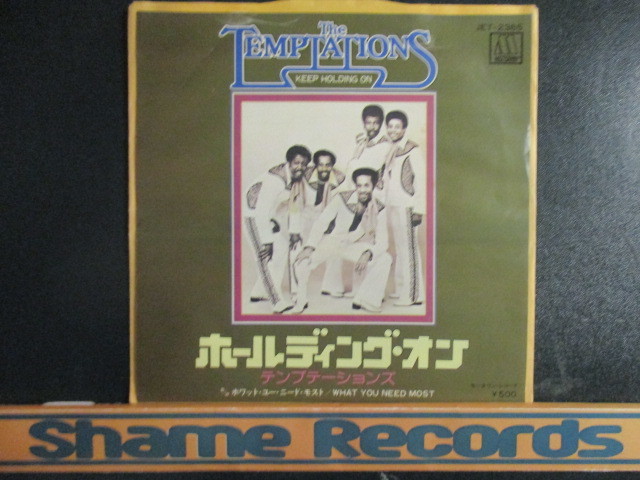 The
TEMPTATIONS
KEEP HOLDING ON
JET-2365
ホールディング・オン
テンプテーションズ
ホワット・ユー・ニード・モスト/WHAT YOU NEED MOST
¥500
Shame Records